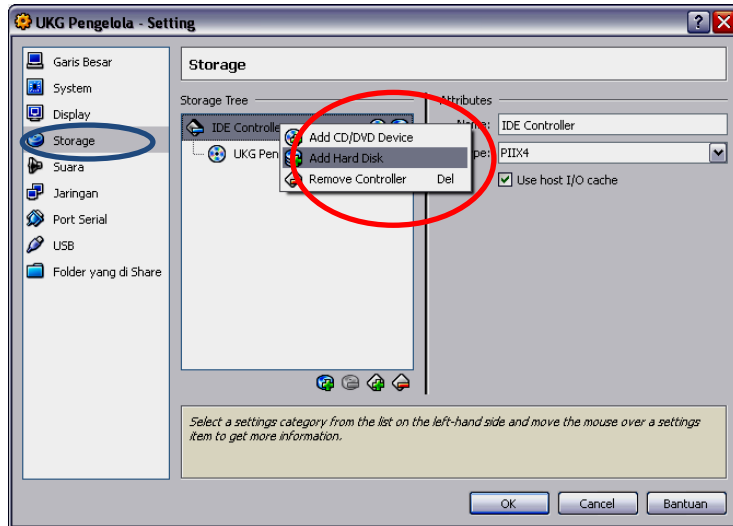 UKG Pengelola - Setting
Garis Besar
System
Display
Storage
Suara
Jaringan
Port Serial
USB
Folder yang di Share
Storage
Storage Tree
IDE Controlle
UKG Pen
Add CD/DVD Device
Add Hard Disk
Remove Controller Del
Attributes
Name: IDE Controller
pe: PIIX4
Use host I/O cache
Select a settings category from the list on the left-hand side and move the mouse over a settings
item to get more information.
OK Cancel Bantuan